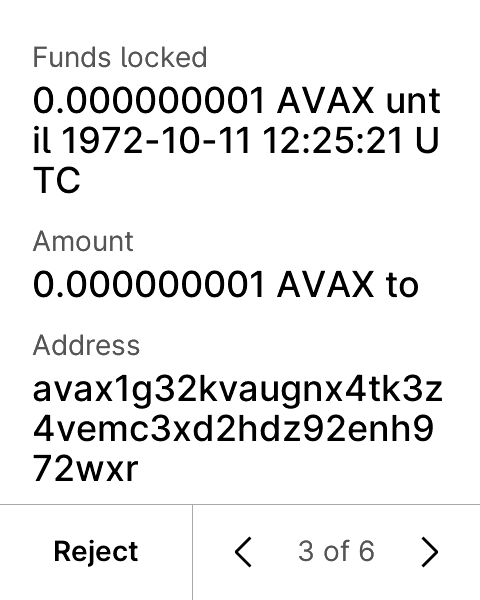 Funds locked
0.000000001 AVAX unt
il 1972-10-11 12:25:21 U
TC
Amount
0.000000001 AVAX to
Address
avax1g32kvaugnx4tk3z
4vemc3xd2hdz92enh9
72wxr
Reject
3 of 6